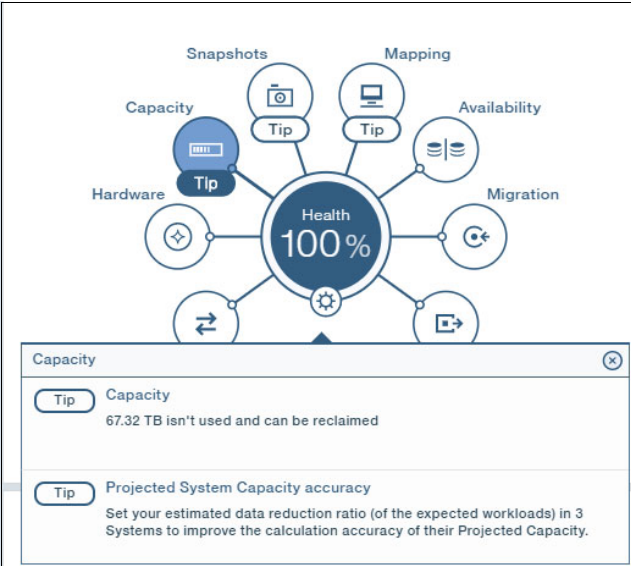 Snapshots
Mapping
Capacity
Availability
Tip
Tip
Tip
Hardware
Migration
Health
100%
Capacity
Tip
Capacity
67.32 TB isn't used and can be reclaimed
Tip
Projected System Capacity accuracy
Set your estimated data reduction ratio (of the expected workloads) in 3
Systems to improve the calculation accuracy of their Projected Capacity.